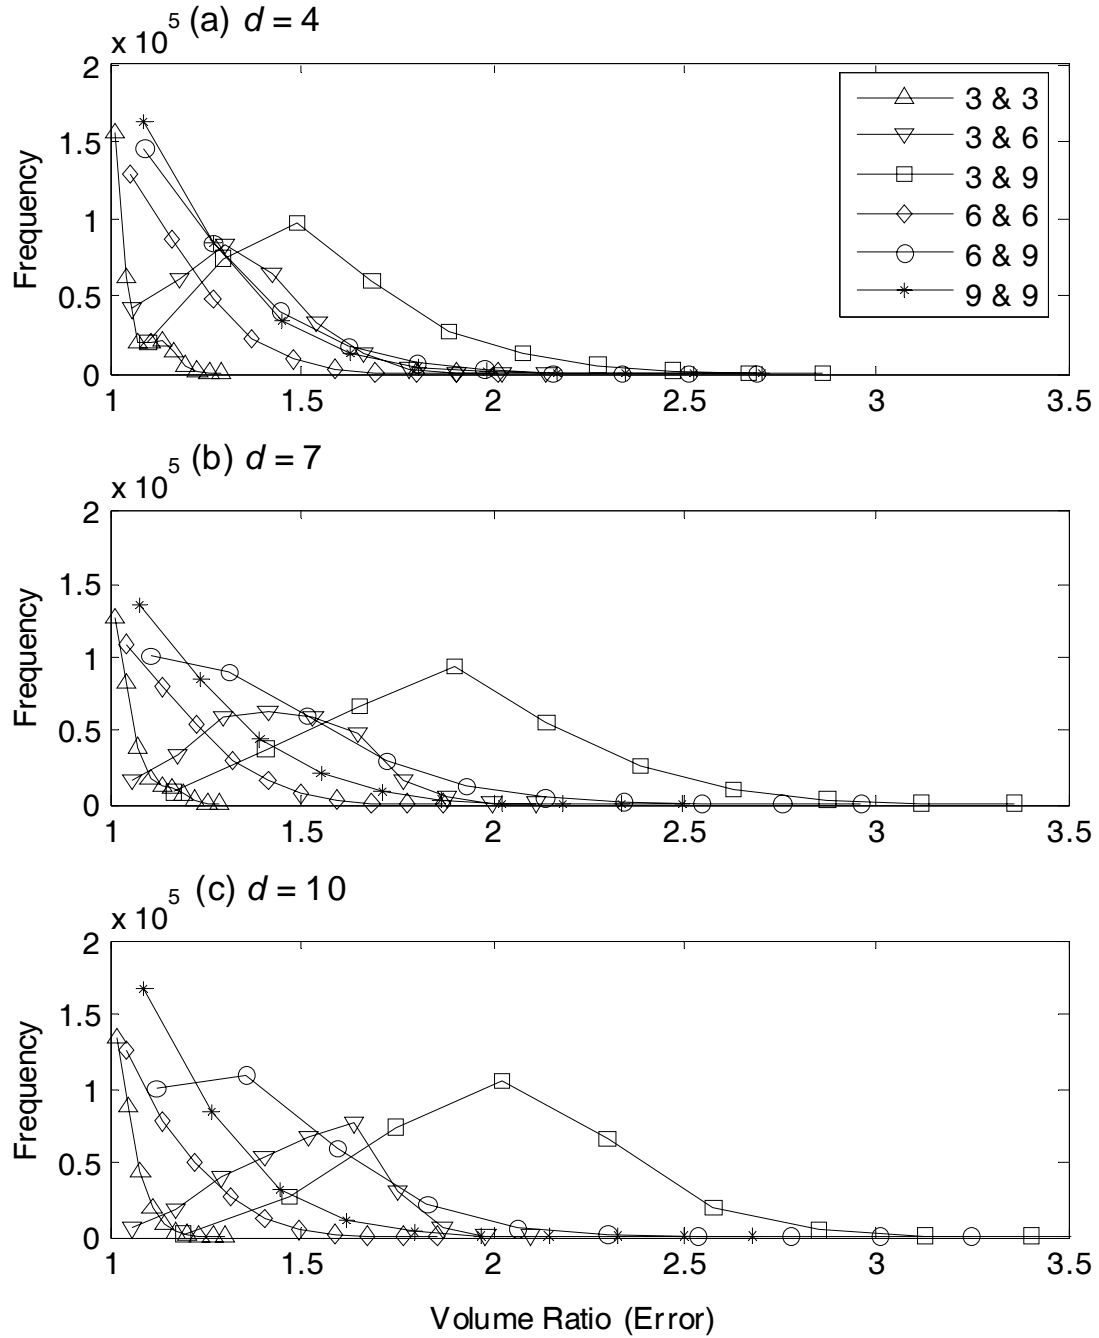 x 10^5 (a) d = 4
2
1.5
1
0.5
0
Frequency
3 & 3
3 & 6
3 & 9
6 & 6
6 & 9
9 & 9
1 1.5 2 2.5 3 3.5
x 10^5 (b) d = 7
2
1.5
1
0.5
0
Frequency
1 1.5 2 2.5 3 3.5
x 10^5 (c) d = 10
2
1.5
1
0.5
0
Frequency
1 1.5 2 2.5 3 3.5
Volume Ratio (Error)